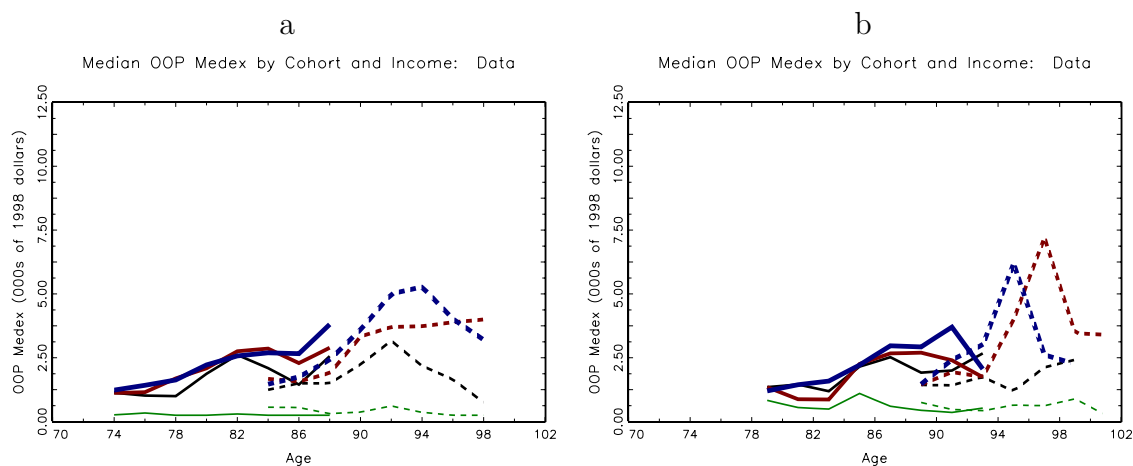 a
Median OOP Medex by Cohort and Income: Data
OOP Medex (000s of 1998 dollars)
12.50
10.00
7.50
5.00
2.50
0.00
70 74 78 82 86 90 94 98 102
Age
b
Median OOP Medex by Cohort and Income: Data
OOP Medex (000s of 1998 dollars)
12.50
10.00
7.50
5.00
2.50
0.00
70 74 78 82 86 90 94 98 102
Age